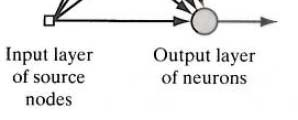 Input layer
of source
nodes
Output layer
of neurons